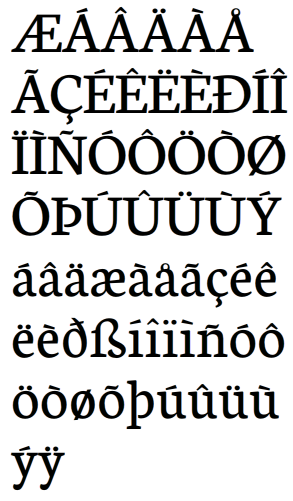 ÆÁÂÄÀÅ
ÃÇÉÊËÈÐÍÎ
ÏÌÑÓÔÖÒØ
ÕÞÚÛÜÙÝ
áâäæàåãçéê
ëèðßíîïìñóô
öòøõþúûüù
ýÿ